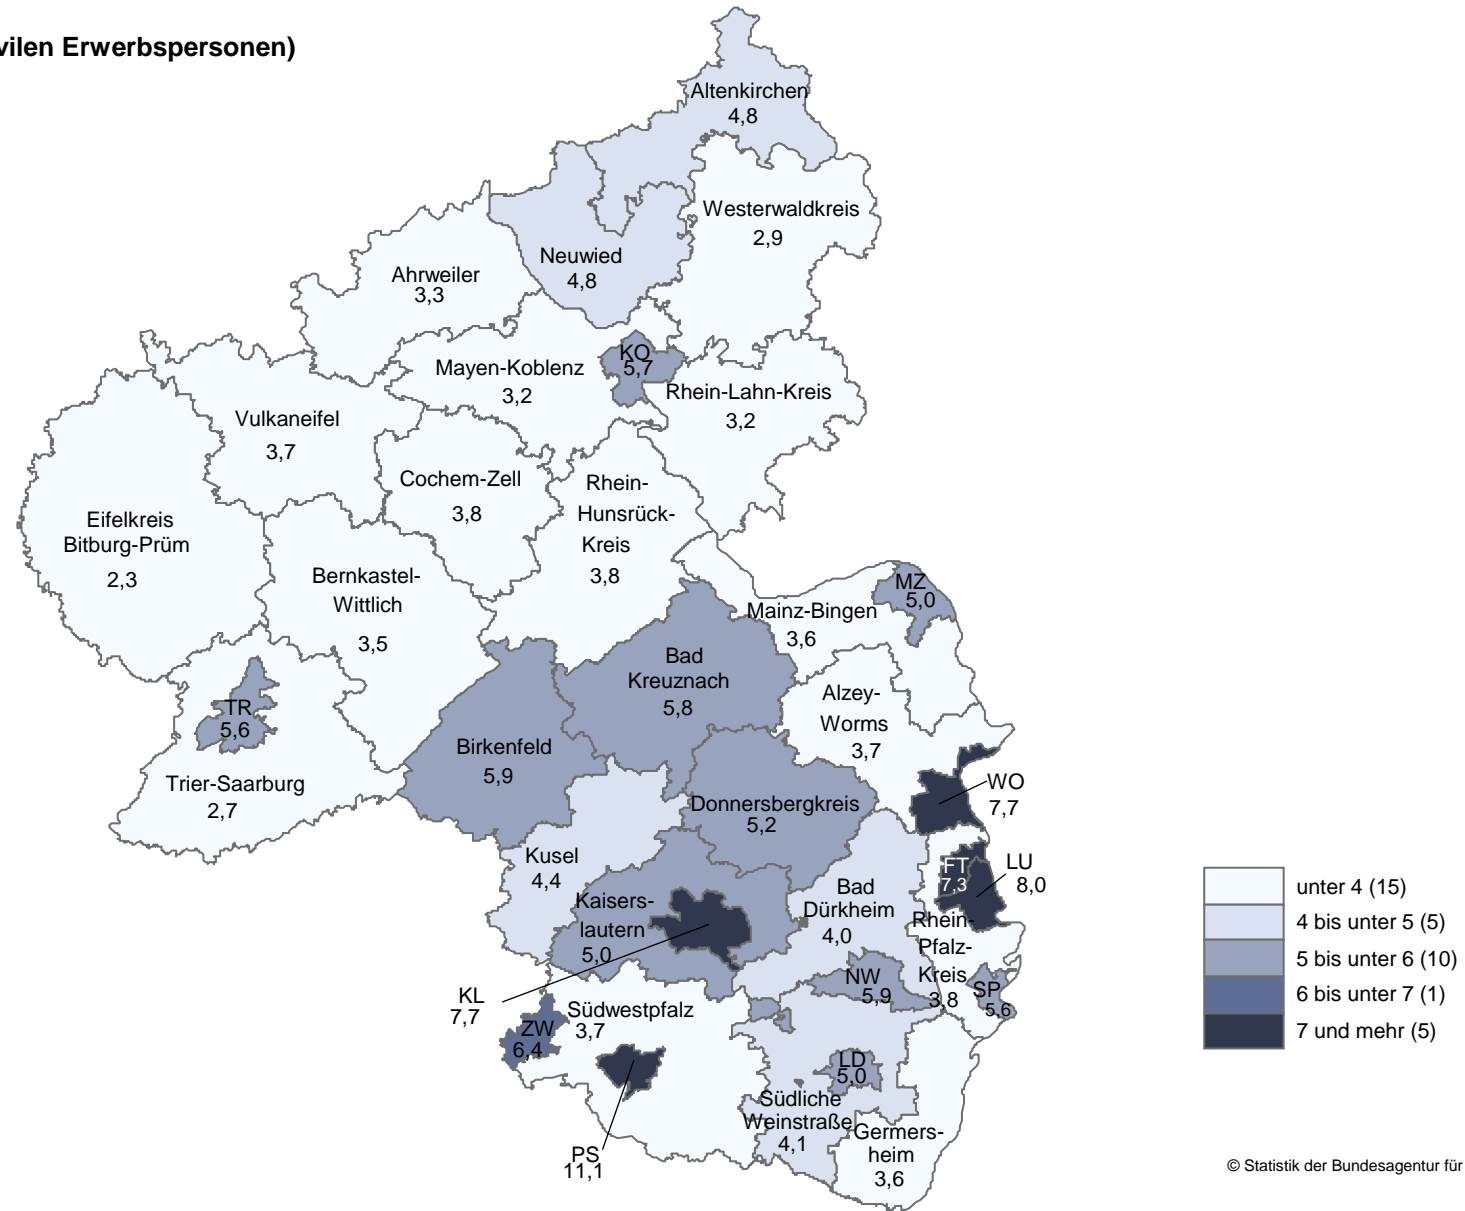 vilen Erwerbspersonen)
Altenkirchen
4,8
Westerwaldkreis
2,9
Neuwied
4,8
Ahrweiler
3,3
KO
5,7
Mayen-Koblenz
3,2
Rhein-Lahn-Kreis
3,2
Vulkaneifel
3,7
Cochem-Zell
3,8
Rhein-
Hunsrück-
Kreis
3,8
Eifelkreis
Bitburg-Prüm
2,3
Bernkastel-
Wittlich
3,5
MZ
5,0
Mainz-Bingen
3,6
Bad
Kreuznach
5,8
Alzey-
Worms
3,7
TR
5,6
Trier-Saarburg
2,7
Birkenfeld
5,9
Donnersbergkreis
5,2
WO
7,7
Kusel
4,4
FT
7,3
LU
8,0
Kaisers-
lautern
5,0
Bad
Dürkheim
4,0
Rhein-
Pfalz-
Kreis
3,8
NW
5,9
SP
5,6
KL
7,7
Südwestpfalz
3,7
ZW
6,4
LD
5,0
Südliche
Weinstraße
4,1
Germers-
heim
3,6
PS
11,1
unter 4 (15)
4 bis unter 5 (5)
5 bis unter 6 (10)
6 bis unter 7 (1)
7 und mehr (5)
© Statistik der Bundesagentur für